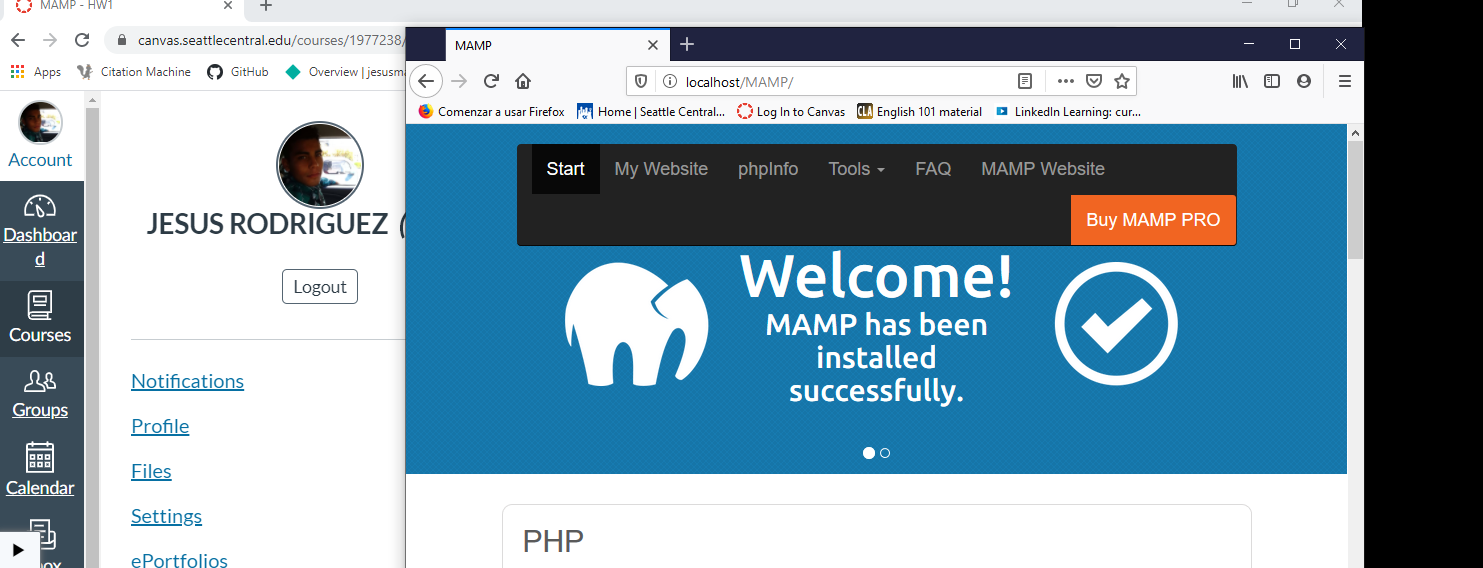 MAMP - HW1
canvas.seattlecentral.edu/courses/1977238/
Apps Citation Machine GitHub Overview | jesusma
Account
Dashboar
d
Courses
Groups
Calendar
JESUS RODRIGUEZ
Logout
Notifications
Profile
Files
Settings
ePortfolios
MAMP
localhost/MAMP/
Comenzar a usar Firefox Home | Seattle Central... Log In to Canvas CLA English 101 material LinkedIn Learning: cur...
Start My Website phpInfo Tools FAQ MAMP Website
Buy MAMP PRO
Welcome!
MAMP has been
installed
successfully.
PHP